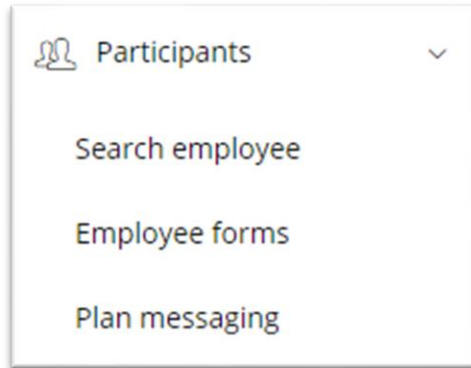 Participants
Search employee
Employee forms
Plan messaging